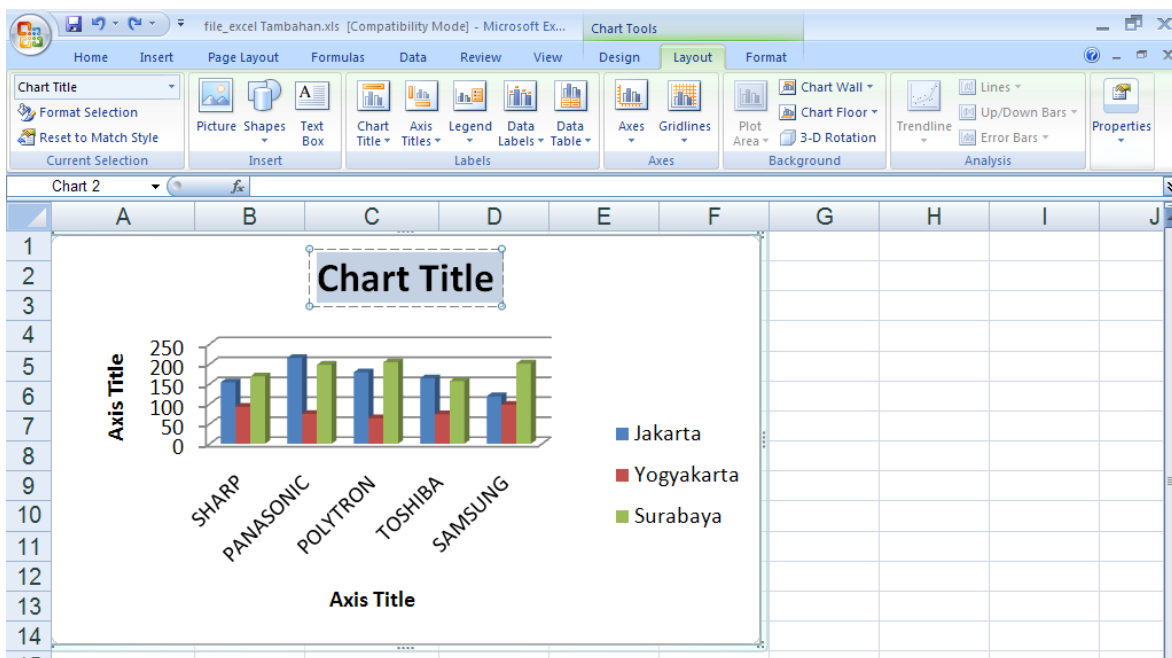 file_excel Tambahan.xls [Compatibility Mode] - Microsoft Ex...
Chart Tools
Home Insert Page Layout Formulas Data Review View Design Layout Format
Chart Title
Format Selection
Reset to Match Style
Current Selection
Picture Shapes Text Box
Insert
Chart Title Axis Titles Legend Data Labels Data Table
Labels
Axes Gridlines
Axes
Plot Area
Chart Wall
Chart Floor
3-D Rotation
Background
Trendline
Lines
Up/Down Bars
Error Bars
Analysis
Properties
Chart 2
fx
A B C D E F G H I J
1
2
3
4
5
6
7
8
9
10
11
12
13
14
Chart Title
Axis Title
250
200
150
100
50
0
SHARP
PANASONIC
POLYTRON
TOSHIBA
SAMSUNG
Axis Title
Jakarta
Yogyakarta
Surabaya